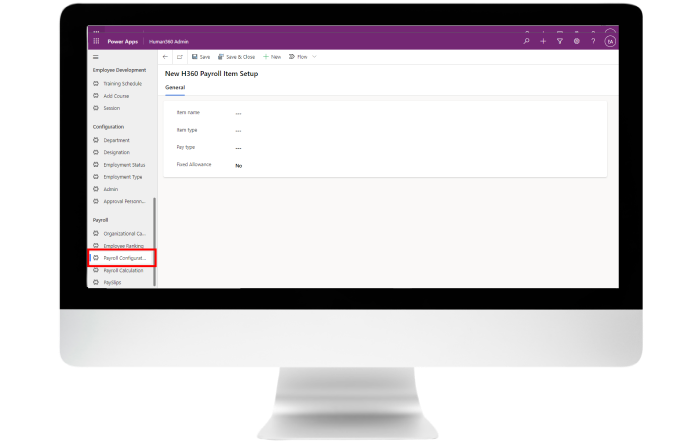 Power Apps Human360 Admin SA
Save Save & Close New Flow
Employee Development
Training Schedule
Add Course
Session
Configuration
Department
Designation
Employment Status
Employment Type
Admin
Approval Personn...
Payroll
Organizational Ca...
Employee Ranking
Payroll Configurat...
Payroll Calculation
PaySlips
New H360 Payroll Item Setup
General
Item name ---
Item type ---
Pay type ---
Fixed Allowance No